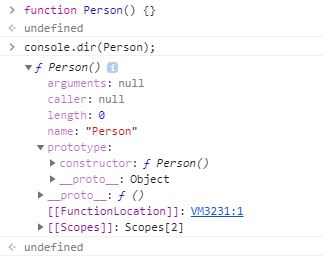 > function Person() {}
< undefined
> console.dir(Person);
▼ ƒ Person() i
arguments: null
caller: null
length: 0
name: "Person"
▼ prototype:
▶ constructor: ƒ Person()
▶ __proto__: Object
▶ __proto__: ƒ ()
[[FunctionLocation]]: VM3231:1
▶ [[Scopes]]: Scopes[2]
< undefined